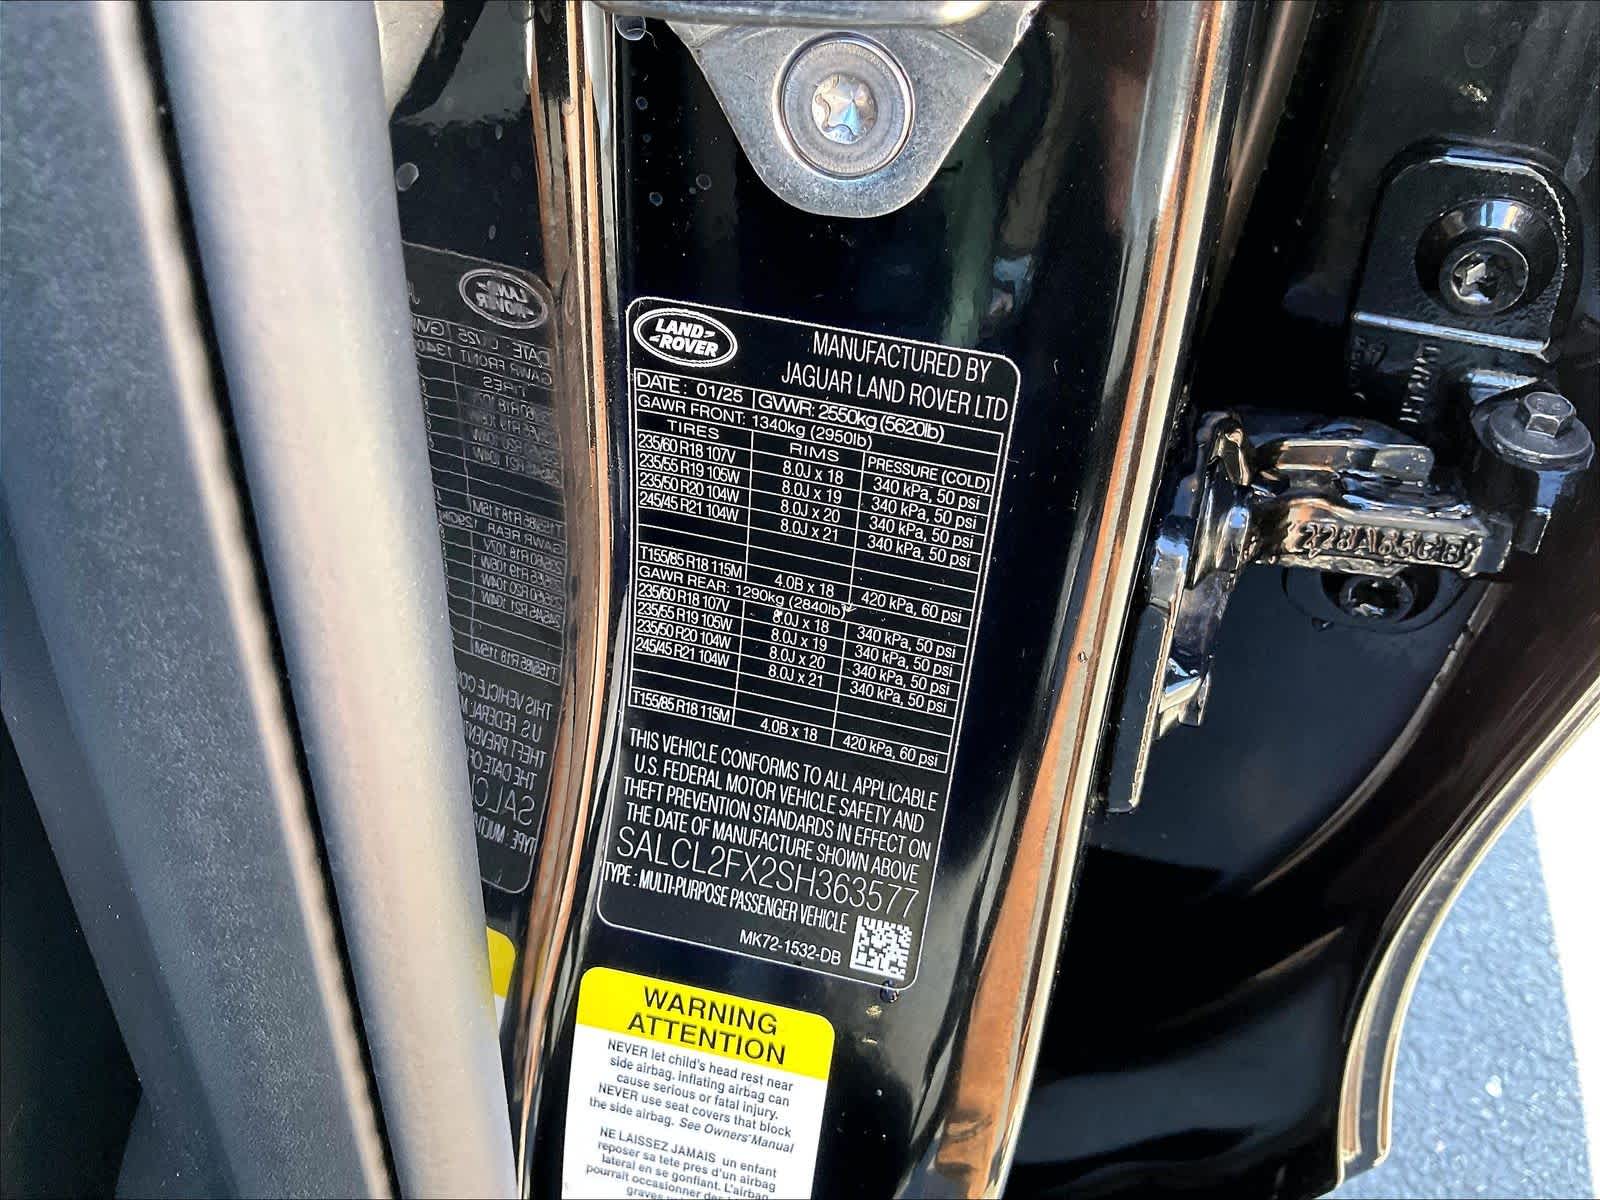 LAND
ROVER
MANUFACTURED BY
JAGUAR LAND ROVER LTD
DATE : 01/25 GVWR: 2550kg (5620lb)
GAWR FRONT: 1340kg (2950lb)
TIRES RIMS PRESSURE (COLD)
235/60 R18 107V 8.0J x 18 340 kPa, 50 psi
235/55 R19 105W 8.0J x 19 340 kPa, 50 psi
235/50 R20 104W 8.0J x 20 340 kPa, 50 psi
245/45 R21 104W 8.0J x 21 340 kPa, 50 psi
T155/85 R18 115M 4.0B x 18 420 kPa, 60 psi
GAWR REAR: 1290kg (2840lb)
235/60 R18 107V 8.0J x 18 340 kPa, 50 psi
235/55 R19 105W 8.0J x 19 340 kPa, 50 psi
235/50 R20 104W 8.0J x 20 340 kPa, 50 psi
245/45 R21 104W 8.0J x 21 340 kPa, 50 psi
T155/85 R18 115M 4.0B x 18 420 kPa, 60 psi
THIS VEHICLE CONFORMS TO ALL APPLICABLE
U.S. FEDERAL MOTOR VEHICLE SAFETY AND
THEFT PREVENTION STANDARDS IN EFFECT ON
THE DATE OF MANUFACTURE SHOWN ABOVE
SALCL2FX2SH363577
TYPE : MULTI-PURPOSE PASSENGER VEHICLE
MK72-1532-DB
WARNING
ATTENTION
NEVER let child's head rest near
side airbag, inflating airbag can
cause serious or fatal injury.
NEVER use seat covers that block
the side airbag. See Owners' Manual
NE LAISSEZ JAMAIS un enfant
reposer sa tete pres d'un airbag
lateral en se gonflant. L'airbag
pourrait occasionner des
graves